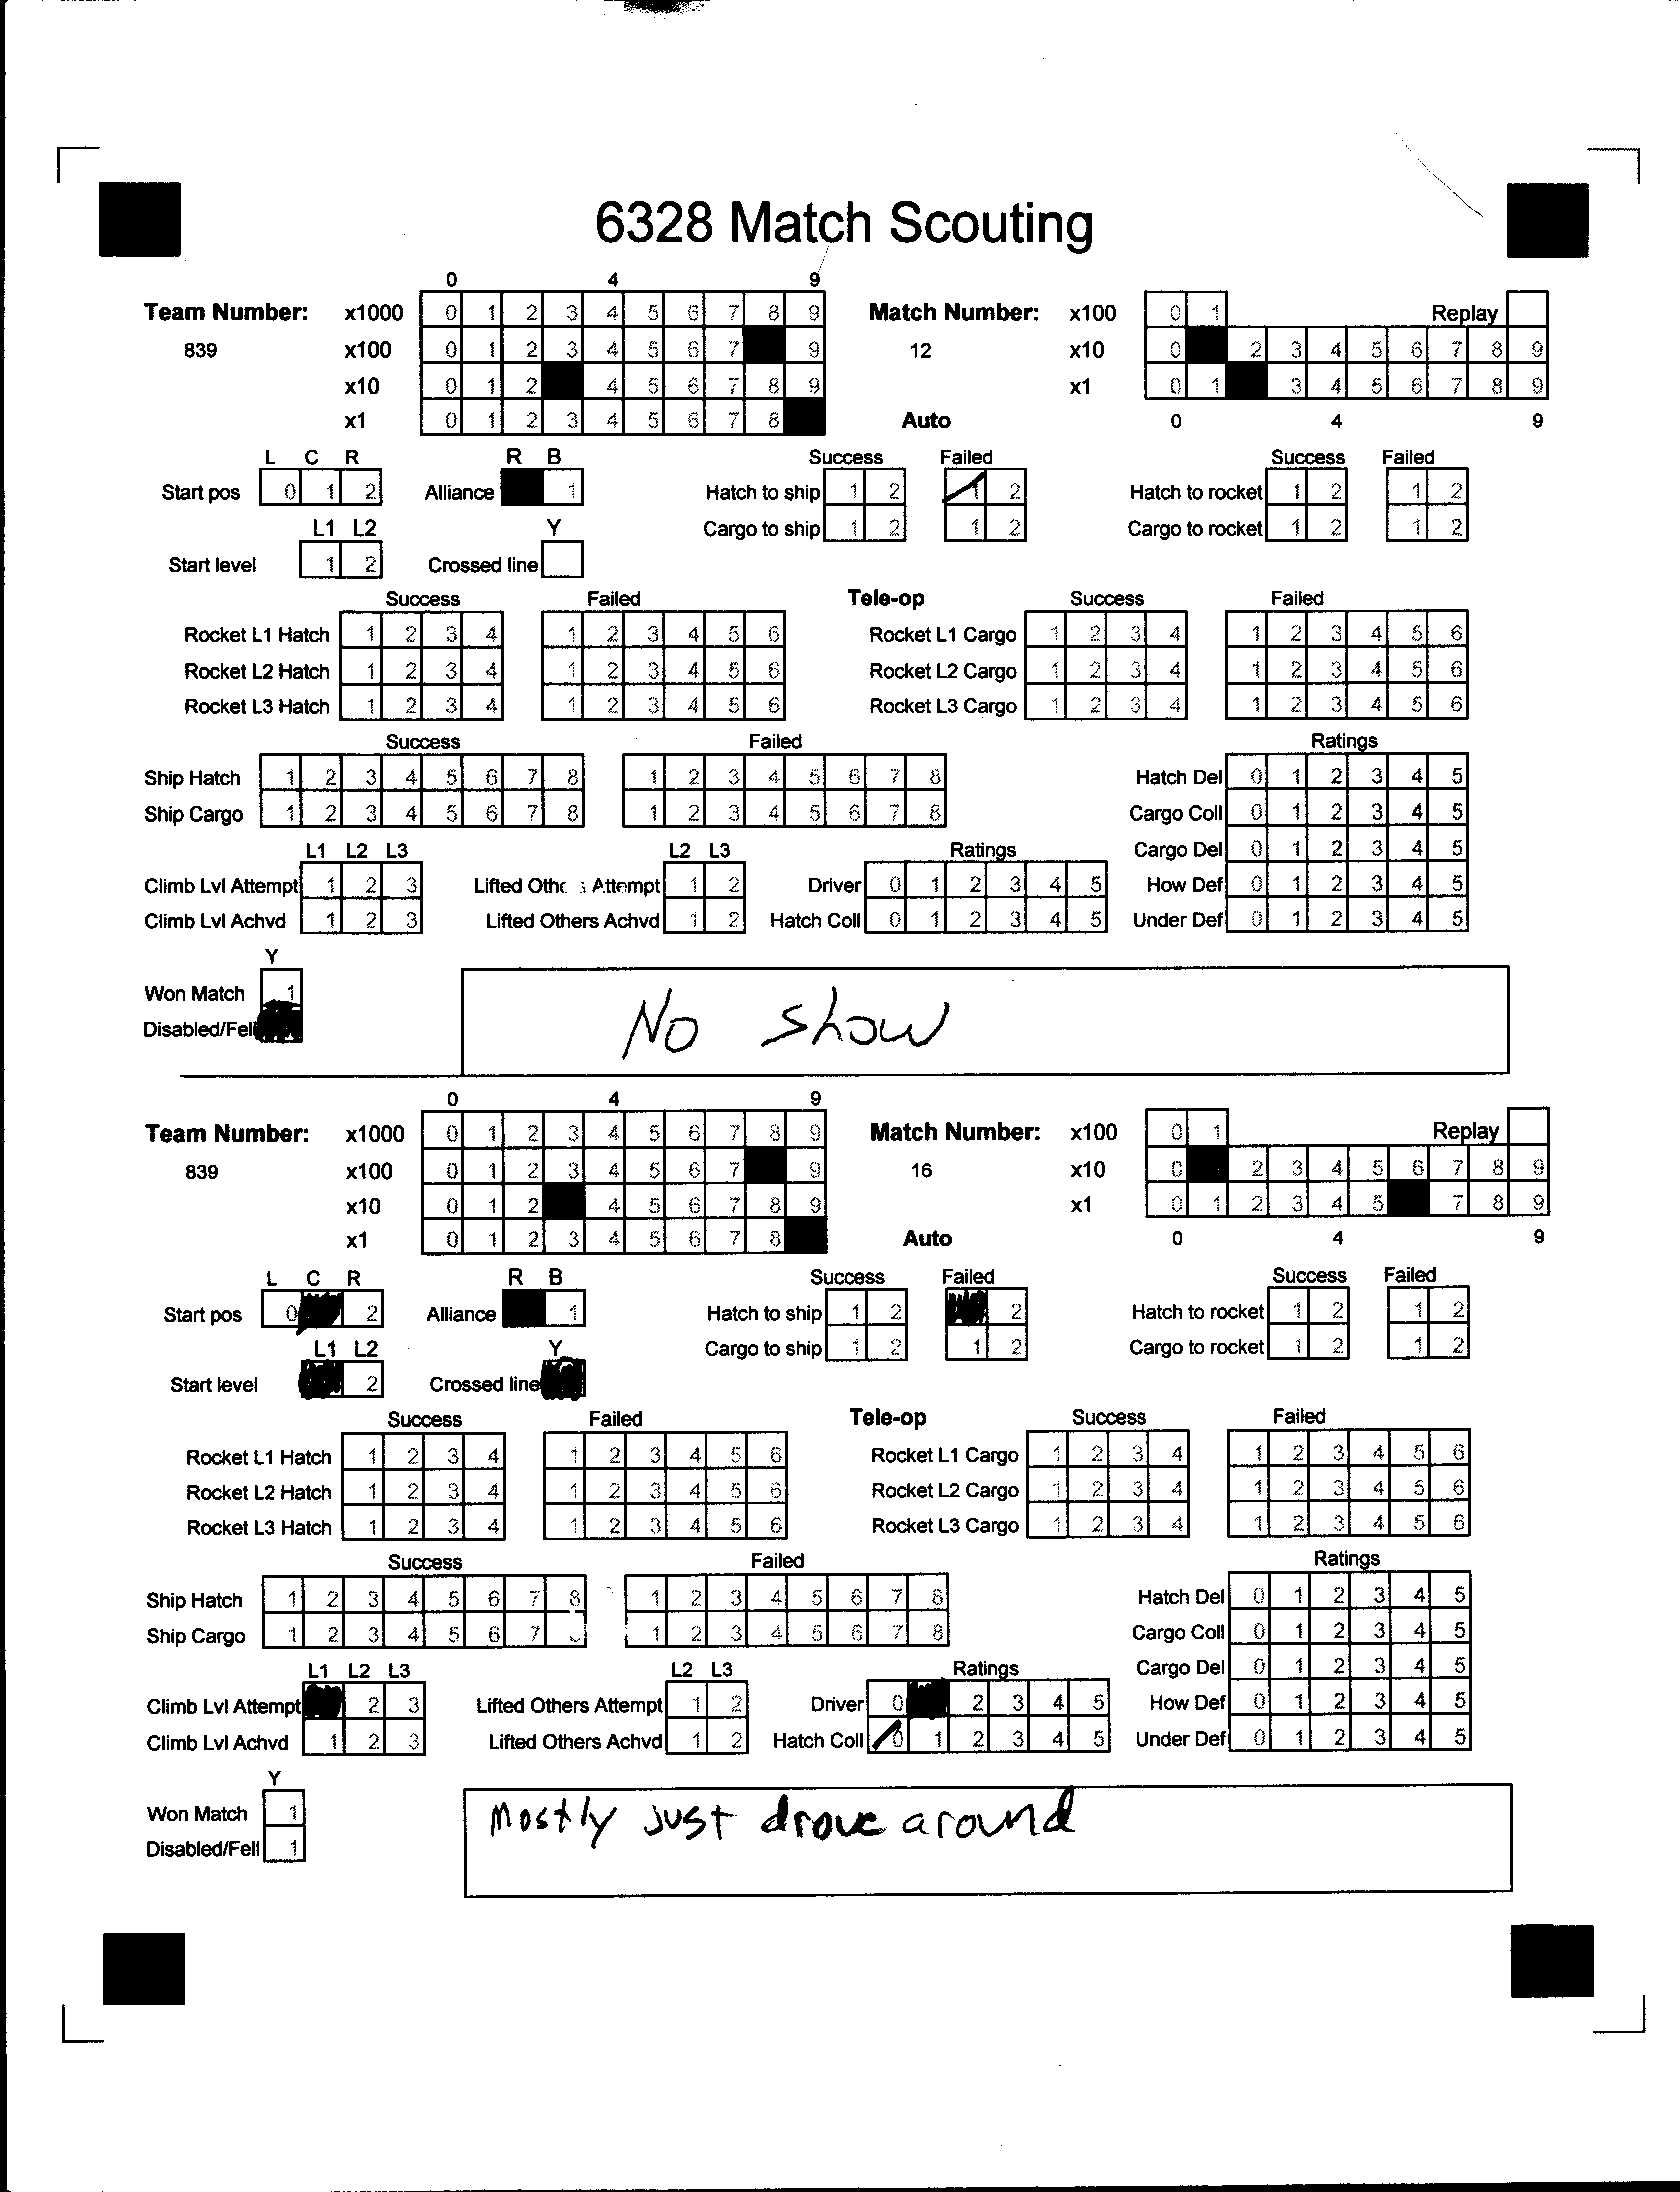 6328 Match Scouting
0 4 9
Team Number: x1000 0 1 2 3 4 5 6 7 8 9 Match Number: x100 0 1 Replay
839 x100 0 1 2 3 4 5 6 7 9 12 x10 0 2 3 4 5 6 7 8 9
x10 0 1 2 4 5 6 7 8 9 x1 0 1 3 4 5 6 7 8 9
x1 0 1 2 3 4 5 6 7 8 Auto 0 4 9
L C R R B Success Failed Success Failed
Start pos 0 1 2 Alliance 1 Hatch to ship 1 2 1 2 Hatch to rocket 1 2 1 2
L1 L2 Y Cargo to ship 1 2 1 2 Cargo to rocket 1 2 1 2
Start level 1 2 Crossed line
Success Failed Tele-op Success Failed
Rocket L1 Hatch 1 2 3 4 1 2 3 4 5 6 Rocket L1 Cargo 1 2 3 4 1 2 3 4 5 6
Rocket L2 Hatch 1 2 3 4 1 2 3 4 5 6 Rocket L2 Cargo 1 2 3 4 1 2 3 4 5 6
Rocket L3 Hatch 1 2 3 4 1 2 3 4 5 6 Rocket L3 Cargo 1 2 3 4 1 2 3 4 5 6
Success Failed Ratings
Ship Hatch 1 2 3 4 5 6 7 8 1 2 3 4 5 6 7 8 Hatch Del 0 1 2 3 4 5
Ship Cargo 1 2 3 4 5 6 7 8 1 2 3 4 5 6 7 8 Cargo Coll 0 1 2 3 4 5
L1 L2 L3 L2 L3 Ratings Cargo Del 0 1 2 3 4 5
Climb Lvl Attempt 1 2 3 Lifted Others Attempt 1 2 Driver 0 1 2 3 4 5 How Def 0 1 2 3 4 5
Climb Lvl Achvd 1 2 3 Lifted Others Achvd 1 2 Hatch Coll 0 1 2 3 4 5 Under Def 0 1 2 3 4 5
Y
Won Match 1
Disabled/Fell
No show
0 4 9
Team Number: x1000 0 1 2 3 4 5 6 7 8 9 Match Number: x100 0 1 Replay
839 x100 0 1 2 3 4 5 6 7 9 16 x10 0 2 3 4 5 6 7 8 9
x10 0 1 2 4 5 6 7 8 9 x1 0 1 2 3 4 5 7 8 9
x1 0 1 2 3 4 5 6 7 8 Auto 0 4 9
L C R R B Success Failed Success Failed
Start pos 0 2 Alliance 1 Hatch to ship 1 2 2 Hatch to rocket 1 2 1 2
L1 L2 Y Cargo to ship 1 2 1 2 Cargo to rocket 1 2 1 2
Start level 2 Crossed line
Success Failed Tele-op Success Failed
Rocket L1 Hatch 1 2 3 4 1 2 3 4 5 6 Rocket L1 Cargo 1 2 3 4 1 2 3 4 5 6
Rocket L2 Hatch 1 2 3 4 1 2 3 4 5 6 Rocket L2 Cargo 1 2 3 4 1 2 3 4 5 6
Rocket L3 Hatch 1 2 3 4 1 2 3 4 5 6 Rocket L3 Cargo 1 2 3 4 1 2 3 4 5 6
Success Failed Ratings
Ship Hatch 1 2 3 4 5 6 7 8 1 2 3 4 5 6 7 8 Hatch Del 0 1 2 3 4 5
Ship Cargo 1 2 3 4 5 6 7 1 2 3 4 5 6 7 8 Cargo Coll 0 1 2 3 4 5
L1 L2 L3 L2 L3 Ratings Cargo Del 0 1 2 3 4 5
Climb Lvl Attempt 2 3 Lifted Others Attempt 1 2 Driver 0 2 3 4 5 How Def 0 1 2 3 4 5
Climb Lvl Achvd 1 2 3 Lifted Others Achvd 1 2 Hatch Coll 0 1 2 3 4 5 Under Def 0 1 2 3 4 5
Y
Won Match 1
Disabled/Fell 1
Mostly just drove around